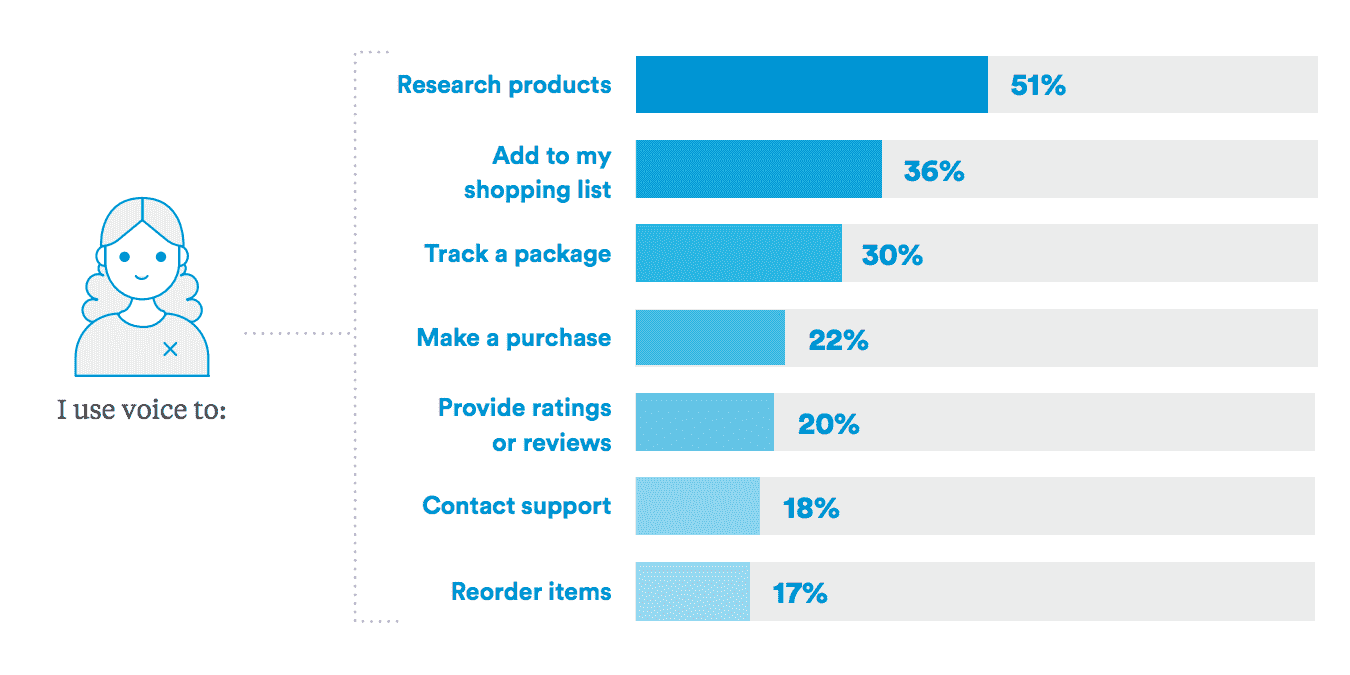 Research products
51%
Add to my
shopping list
36%
Track a package
30%
Make a purchase
22%
Provide ratings
or reviews
20%
Contact support
18%
Reorder items
17%
I use voice to: